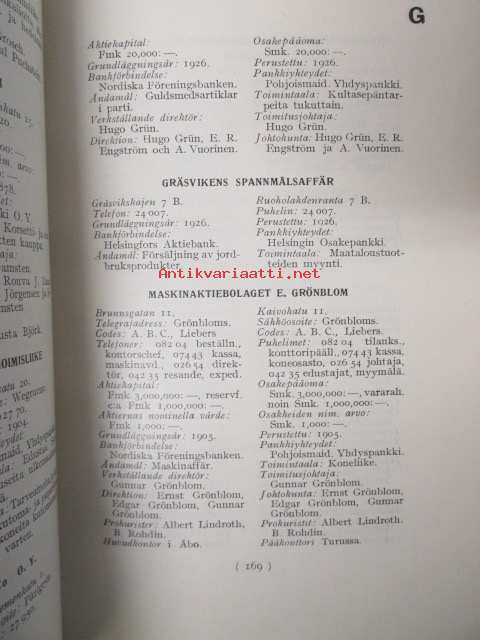 G
Aktiekapital:
Fmk 20,000: —.
Grundläggningsår: 1926.
Bankförbindelse:
Nordiska Föreningsbanken.
Ändamål: Guldsmedsartiklar
i parti.
Verkställande direktör:
Hugo Grün.
Direktion: Hugo Grün, E. R.
Engström och A. Vuorinen.
Osakepääoma:
Smk. 20,000: —.
Perustettu: 1926.
Pankkiyhteydet:
Pohjoismaid. Yhdyspankki.
Toimintaala: Kultasepäntar-
peita tukuttain.
Toimitusjohtaja:
Hugo Grün.
Johtokunta: Hugo Grün, E. R.
Engström ja A. Vuorinen.
GRÄSVIKENS SPANNMÅLSAFFÄR
Gräsvikskajen 7 B.
Telefon: 24 007.
Grundläggningsår: 1926.
Bankförbindelse:
Helsingfors Aktiebank.
Ändamål: Försäljning av jord-
bruksprodukter.
Ruoholahdenranta 7 B.
Puhelin: 24 007.
Perustettu: 1926.
Pankkiyhteydet:
Helsingin Osakepankki.
Toimintaala: Maataloustuot-
teiden myynti.
Antikvariaatti.net
MASKINAKTIEBOLAGET E. GRÖNBLOM
Brunnsgatan 11.
Telegrafadress: Grönbloms.
Codes: A. B. C., Liebers
Telefoner: 082 04 beställn.,
kontorschef, 074 43 kassa,
maskinavd., 026 54 direk-
tör, 042 35 resande, exped.
Aktiekapital:
Fmk 3,000,000: —, reservf.
c:a Fmk 1,000,000: —.
Aktiernas nominella värde:
Fmk 1,000: —.
Grundläggningsår: 1905.
Bankförbindelse:
Nordiska Föreningsbanken.
Ändamål: Maskinaffär.
Verkställande direktör:
Gunnar Grönblom.
Direktion: Ernst Grönblom,
Edgar Grönblom, Gunnar
Grönblom.
Prokurister: Albert Lindroth,
B. Rohdin.
Huvudkontor i Åbo.
Kaivohatu 11.
Sähköosoite: Grönbloms.
Codes: A. B. C., Liebers
Puhelimet: 082 04 tilanks.,
konttoripääll., 074 43 kassa,
koneosasto, 026 54 johtaja,
042 35 edustajat, myymälä.
Osakepääoma:
Smk. 3,000,000: —, vararah.
noin Smk. 1,000,000: —.
Osakkeiden nim. arvo:
Smk. 1,000: —.
Perustettu: 1905.
Pankkiyhteydet:
Pohjoismaid. Yhdyspankki.
Toimintaala: Koneliike.
Toimitusjohtaja:
Gunnar Grönblom.
Johtokunta: Ernst Grönblom,
Edgar Grönblom, Gunnar
Grönblom.
Prokuristit: Albert Lindroth.
B. Rohdin.
Pääkonttori Turussa.
( 169 )